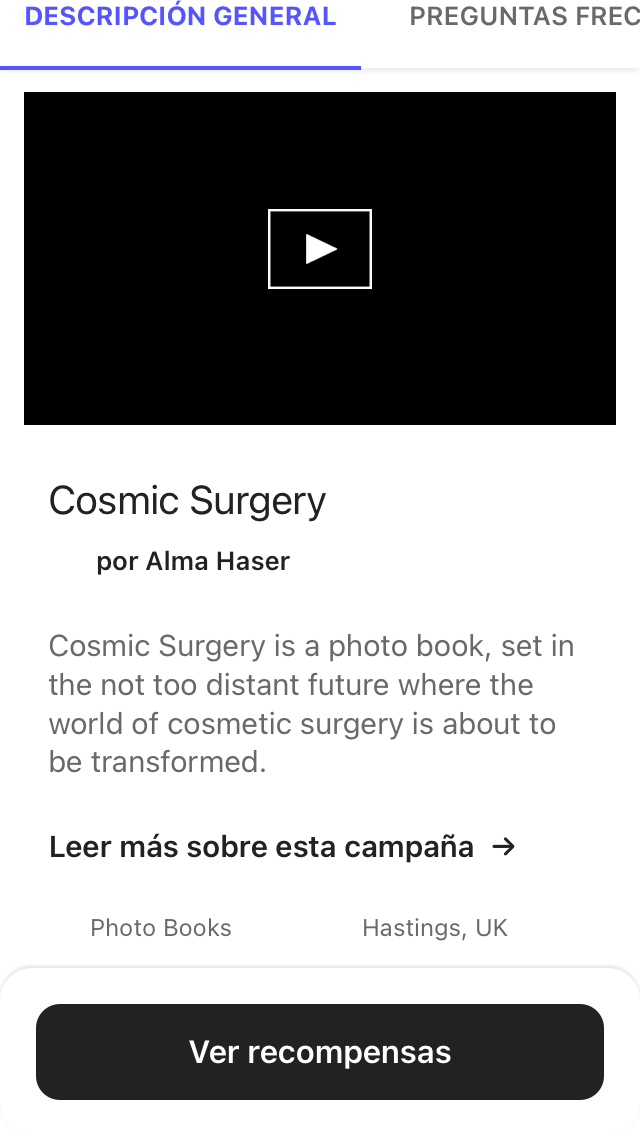 DESCRIPCIÓN GENERAL PREGUNTAS FREC
Cosmic Surgery
por Alma Haser
Cosmic Surgery is a photo book, set in
the not too distant future where the
world of cosmetic surgery is about to
be transformed.
Leer más sobre esta campaña →
Photo Books Hastings, UK
Ver recompensas